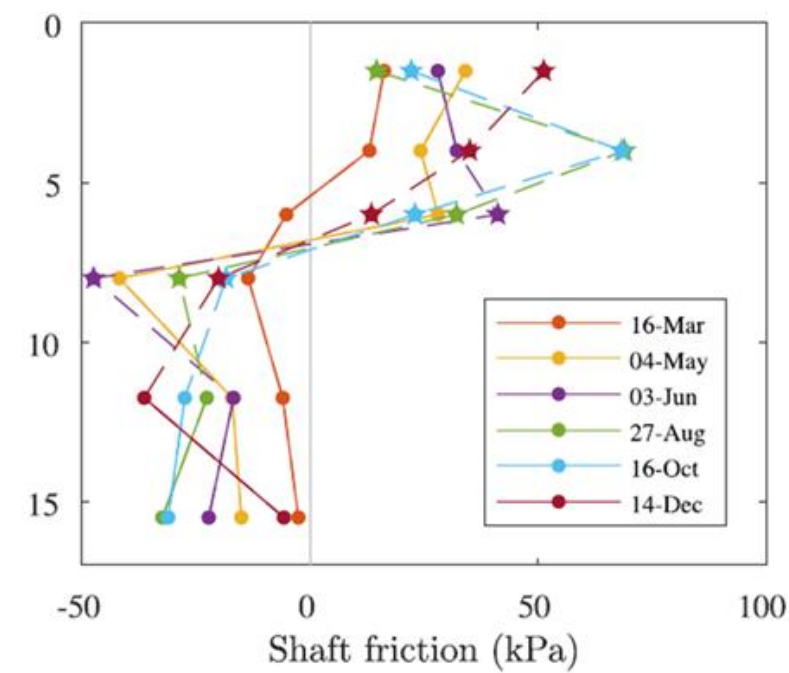 0
5
10
15
-50 0 50 100
Shaft friction (kPa)
16-Mar
04-May
03-Jun
27-Aug
16-Oct
14-Dec